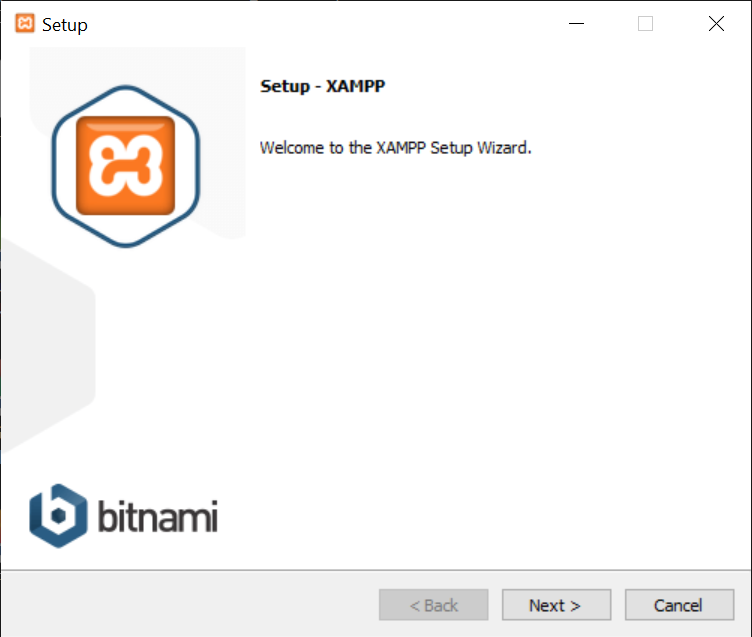 Setup
Setup - XAMPP
Welcome to the XAMPP Setup Wizard.
bitnami
< Back
Next >
Cancel